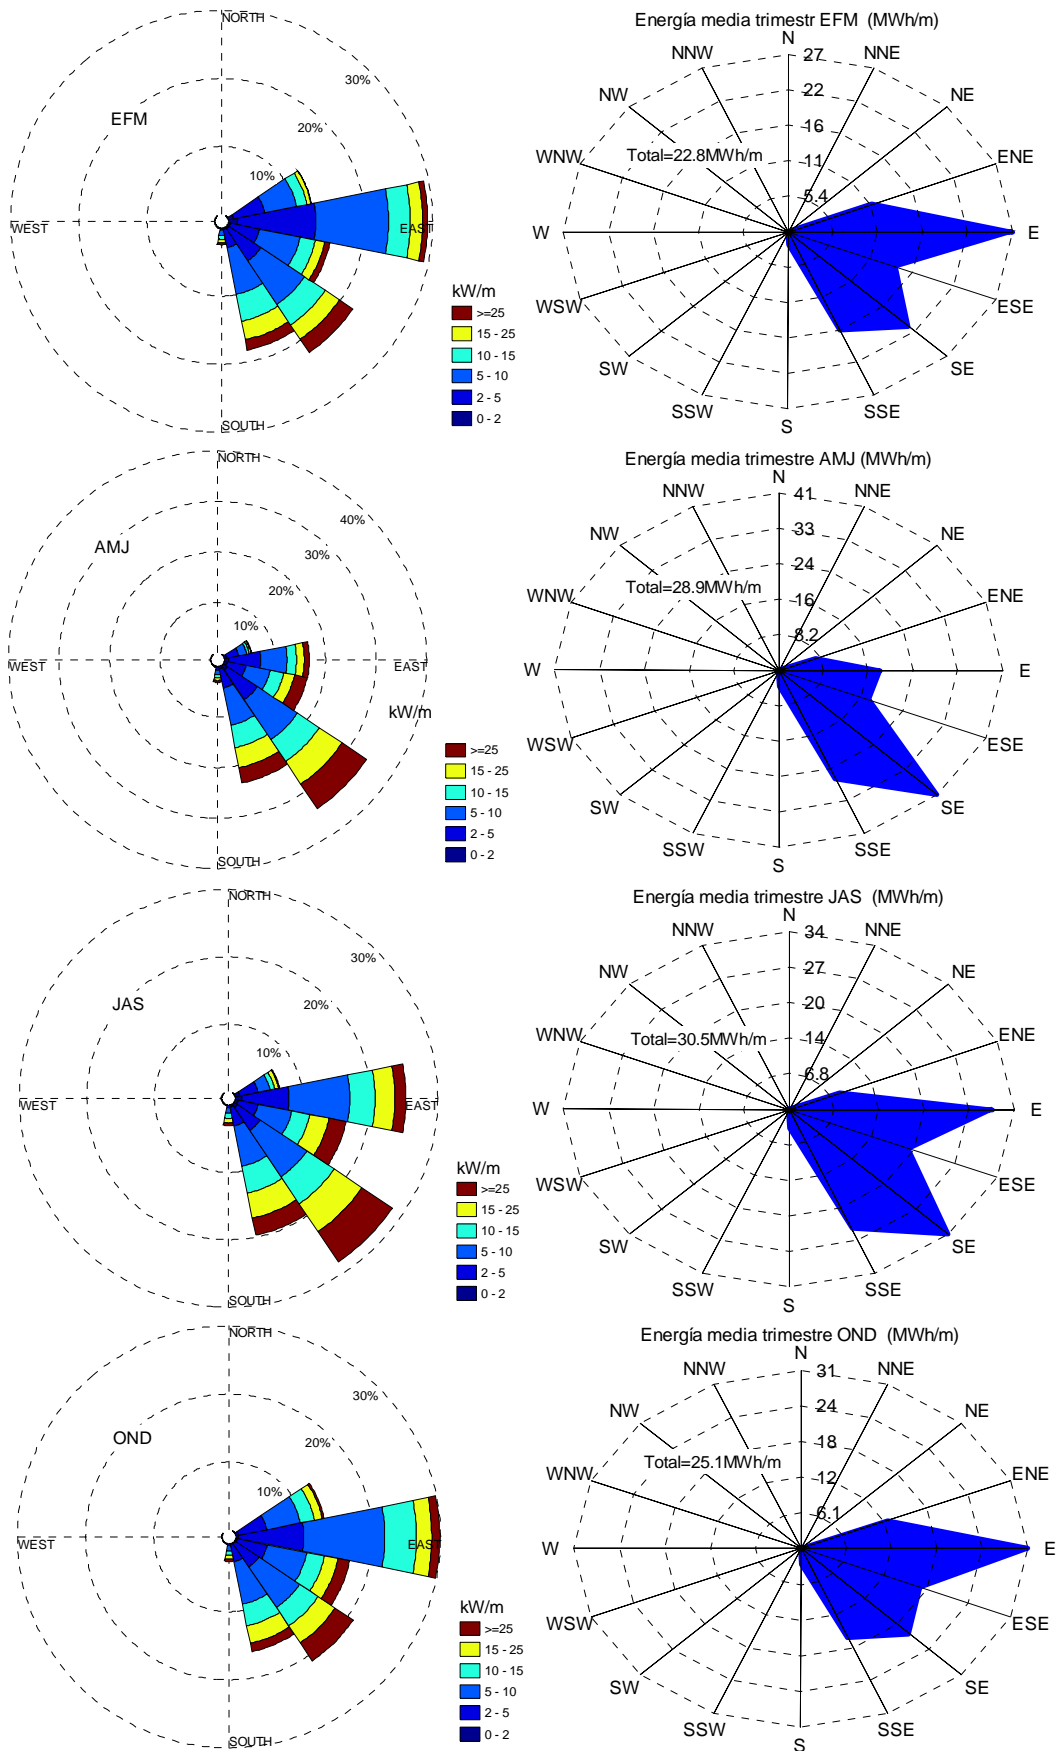 NORTH
30%
20%
10%
EFM
WEST
EAST
SOUTH
kW/m
>=25
15 - 25
10 - 15
5 - 10
2 - 5
0 - 2
Energía media trimestr EFM (MWh/m)
N
NNW
27
NNE
NW
22
NE
16
WNW
Total=22.8MWh/m
11
ENE
5.4
W
E
WSW
ESE
SW
SE
SSW
SSE
S
NORTH
40%
30%
20%
10%
AMJ
WEST
EAST
SOUTH
kW/m
>=25
15 - 25
10 - 15
5 - 10
2 - 5
0 - 2
Energía media trimestre AMJ (MWh/m)
N
NNW
41
NNE
NW
33
NE
24
WNW
Total=28.9MWh/m
16
ENE
8.2
W
E
WSW
ESE
SW
SE
SSW
SSE
S
NORTH
30%
20%
10%
JAS
WEST
EAST
SOUTH
kW/m
>=25
15 - 25
10 - 15
5 - 10
2 - 5
0 - 2
Energía media trimestre JAS (MWh/m)
N
NNW
34
NNE
NW
27
NE
20
WNW
Total=30.5MWh/m
14
ENE
6.8
W
E
WSW
ESE
SW
SE
SSW
SSE
S
NORTH
30%
20%
10%
OND
WEST
EAST
SOUTH
kW/m
>=25
15 - 25
10 - 15
5 - 10
2 - 5
0 - 2
Energía media trimestre OND (MWh/m)
N
NNW
31
NNE
NW
24
NE
18
WNW
Total=25.1MWh/m
12
ENE
6.1
W
E
WSW
ESE
SW
SE
SSW
SSE
S